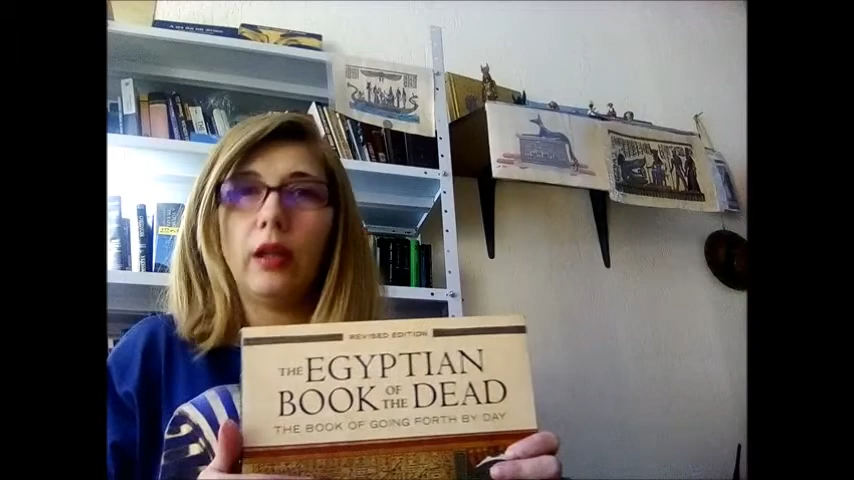 REVISED EDITION
THE EGYPTIAN
BOOK OF THE DEAD
THE BOOK OF GOING FORTH BY DAY